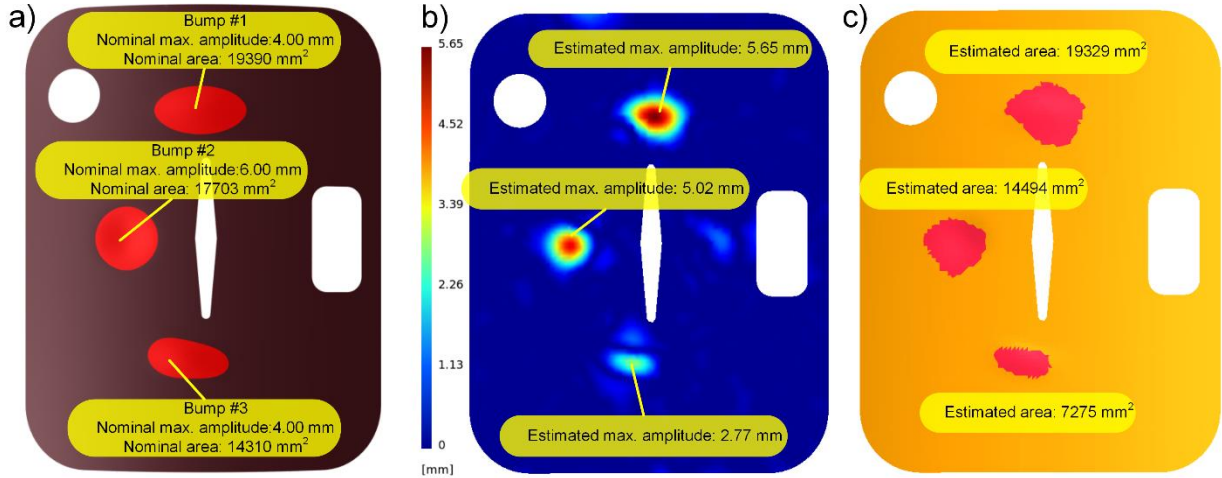 a)
Bump #1
Nominal max. amplitude:4.00 mm
Nominal area: 19390 mm²
Bump #2
Nominal max. amplitude:6.00 mm
Nominal area: 17703 mm²
Bump #3
Nominal max. amplitude:4.00 mm
Nominal area: 14310 mm²
b)
5.65
4.52
3.39
2.26
1.13
0
[mm]
Estimated max. amplitude: 5.65 mm
Estimated max. amplitude: 5.02 mm
Estimated max. amplitude: 2.77 mm
c)
Estimated area: 19329 mm²
Estimated area: 14494 mm²
Estimated area: 7275 mm²